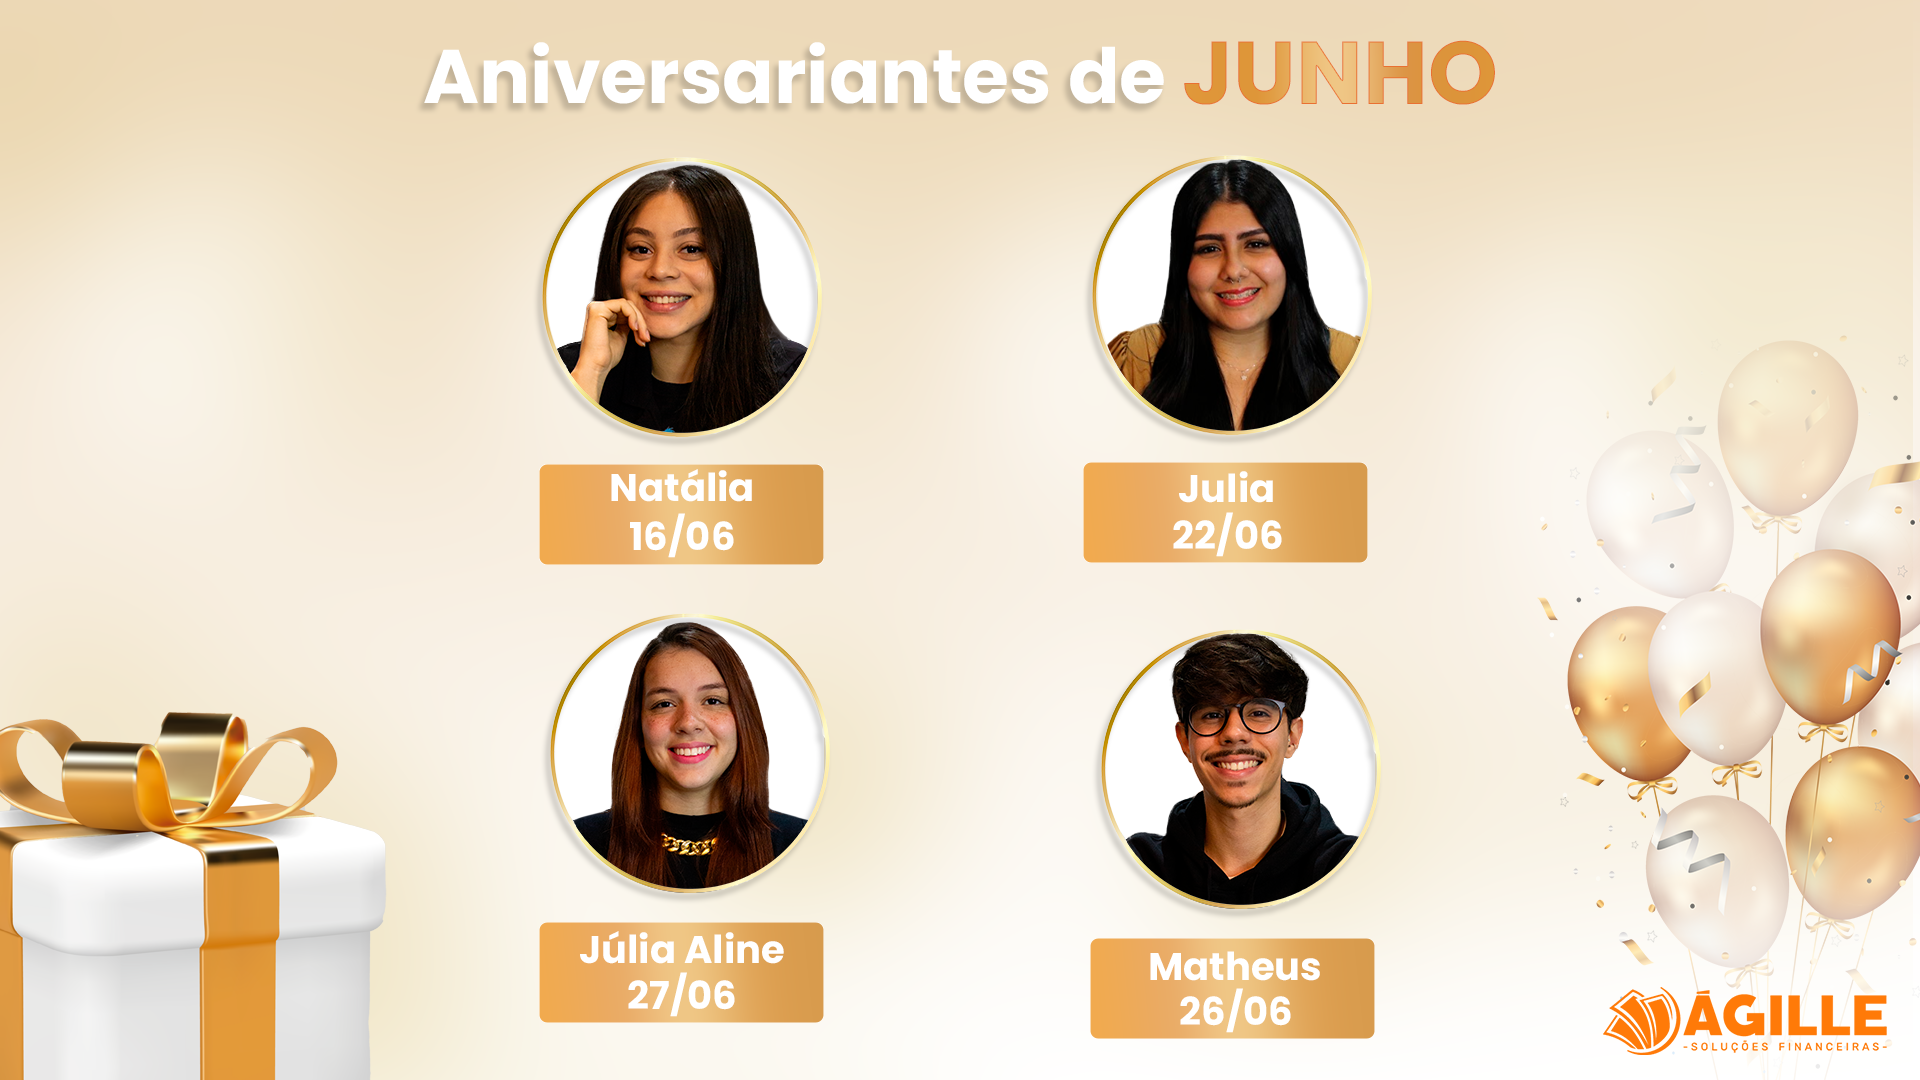 Aniversariantes de JUNHO
Natália
16/06
Julia
22/06
Júlia Aline
27/06
Matheus
26/06
ÁGILLE
-SOLUÇÕES FINANCEIRAS-